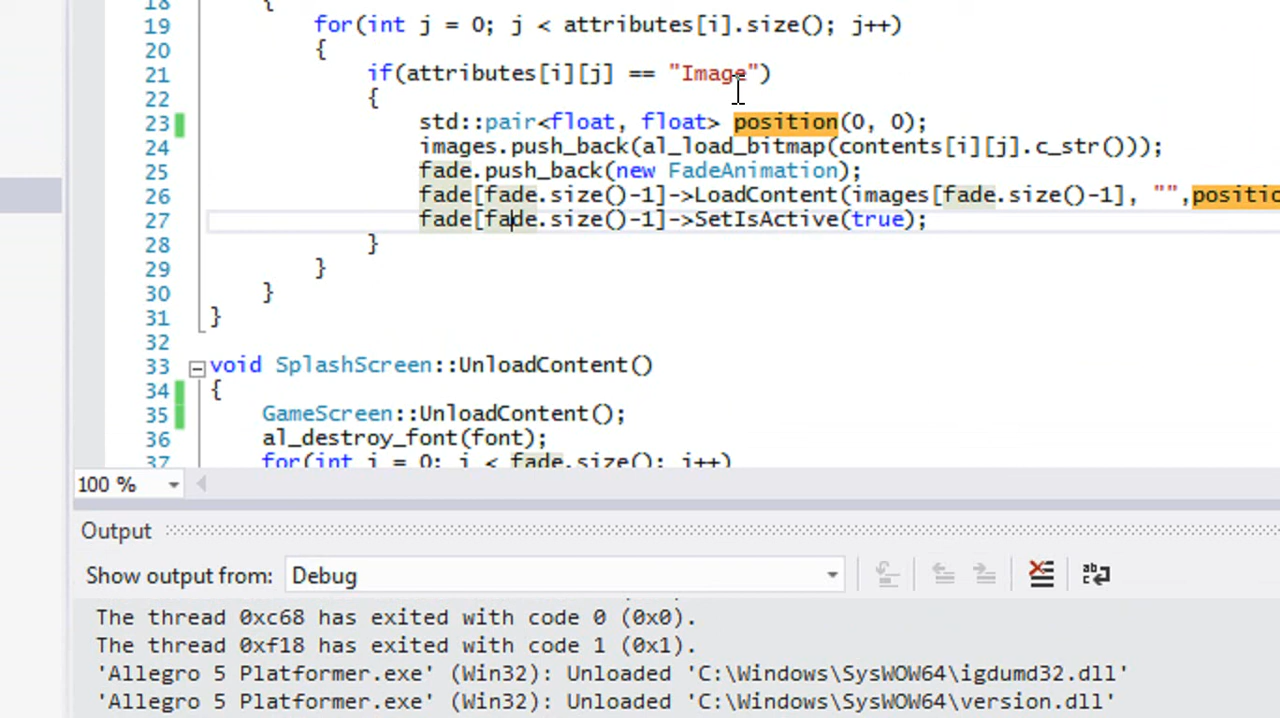 18 {
19 for(int j = 0; j < attributes[i].size(); j++)
20 {
21 if(attributes[i][j] == "Image")
22 {
23 std::pair<float, float> position(0, 0);
24 images.push_back(al_load_bitmap(contents[i][j].c_str()));
25 fade.push_back(new FadeAnimation);
26 fade[fade.size()-1]->LoadContent(images[fade.size()-1], "",positio
27 fade[fade.size()-1]->SetIsActive(true);
28 }
29 }
30 }
31 }
32
33 void SplashScreen::UnloadContent()
34 {
35 GameScreen::UnloadContent();
36 al_destroy_font(font);
37 for(int i = 0; i < fade.size(); i++)
100 %
Output
Show output from: Debug
The thread 0xc68 has exited with code 0 (0x0).
The thread 0xf18 has exited with code 1 (0x1).
'Allegro 5 Platformer.exe' (Win32): Unloaded 'C:\Windows\SysWOW64\igdumd32.dll'
'Allegro 5 Platformer.exe' (Win32): Unloaded 'C:\Windows\SysWOW64\version.dll'